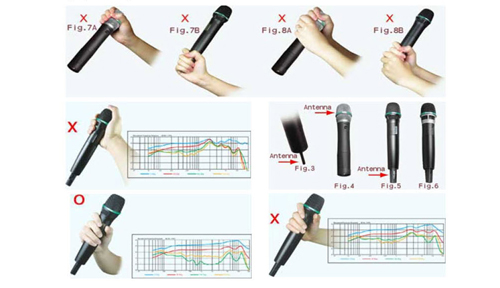 X
Fig.7A
X
Fig.7B
X
Fig.8A
X
Fig.8B
X
Antenna
Antenna
Fig.3
Fig.4
Antenna
Fig.5
Fig.6
O
X